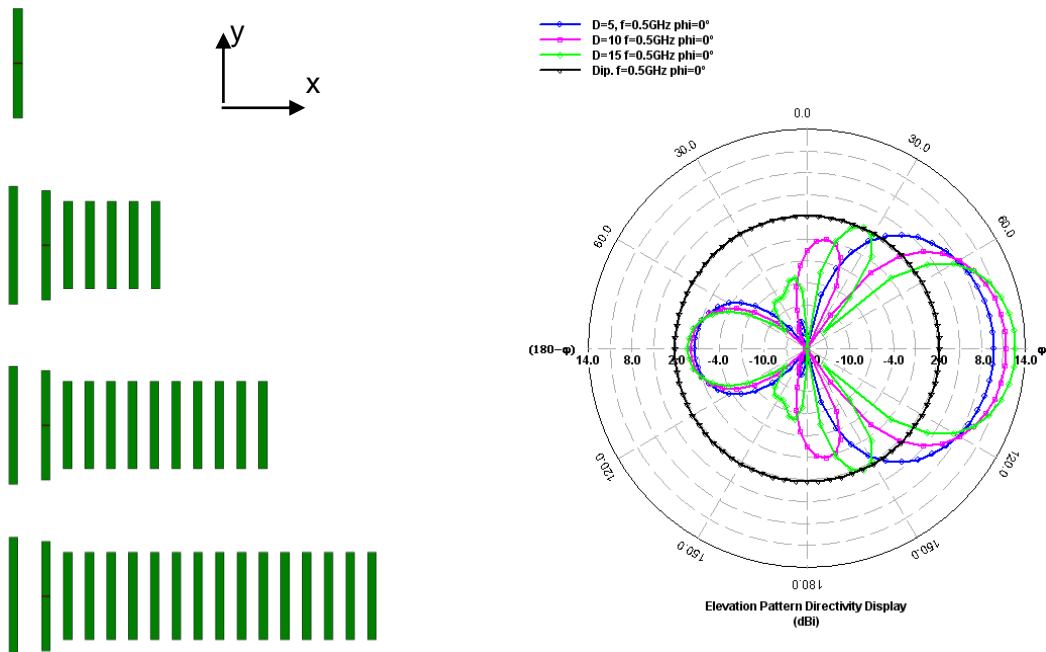 y
x
D=5, f=0.5GHz phi=0°
D=10 f=0.5GHz phi=0°
D=15 f=0.5GHz phi=0°
Dip. f=0.5GHz phi=0°
0.0
30.0
30.0
60.0
60.0
(180-φ)
φ
14.0 8.0 2.0 -4.0 -10.0 -10.0 -4.0 2.0 8.0 14.0
120.0
120.0
150.0
150.0
180.0
Elevation Pattern Directivity Display
(dBi)